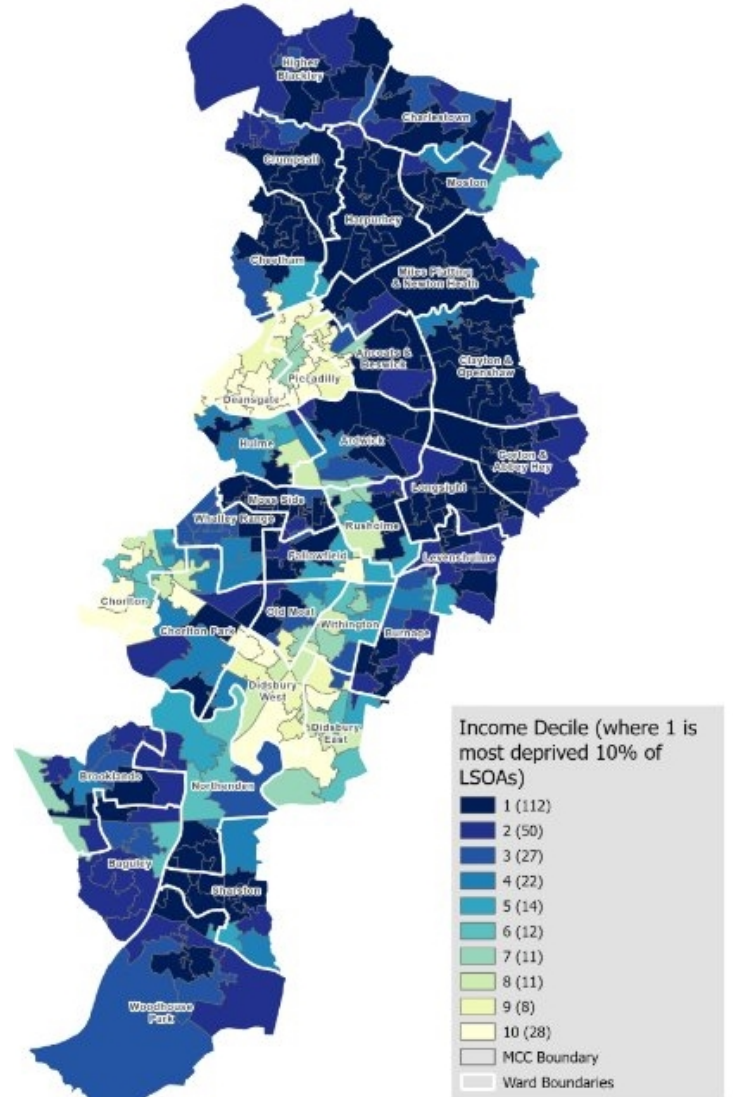 Higher
Blackley
Charlestown
Crumpsall
Moston
Harpurhey
Cheetham
Miles Platting
& Newton Heath
Ancoats &
Beswick
Clayton &
Openshaw
Piccadilly
Deansgate
Hulme
Ardwick
Gorton &
Abbey Hey
Longsight
Moss Side
Whalley Range
Rusholme
Fallowfield
Levenshulme
Chorlton
Old Moat
Withington
Chorlton Park
Burnage
Didsbury
West
Didsbury
East
Brooklands
Northenden
Baguley
Sharston
Woodhouse
Park
Income Decile (where 1 is
most deprived 10% of
LSOAs)
1 (112)
2 (50)
3 (27)
4 (22)
5 (14)
6 (12)
7 (11)
8 (11)
9 (8)
10 (28)
MCC Boundary
Ward Boundaries